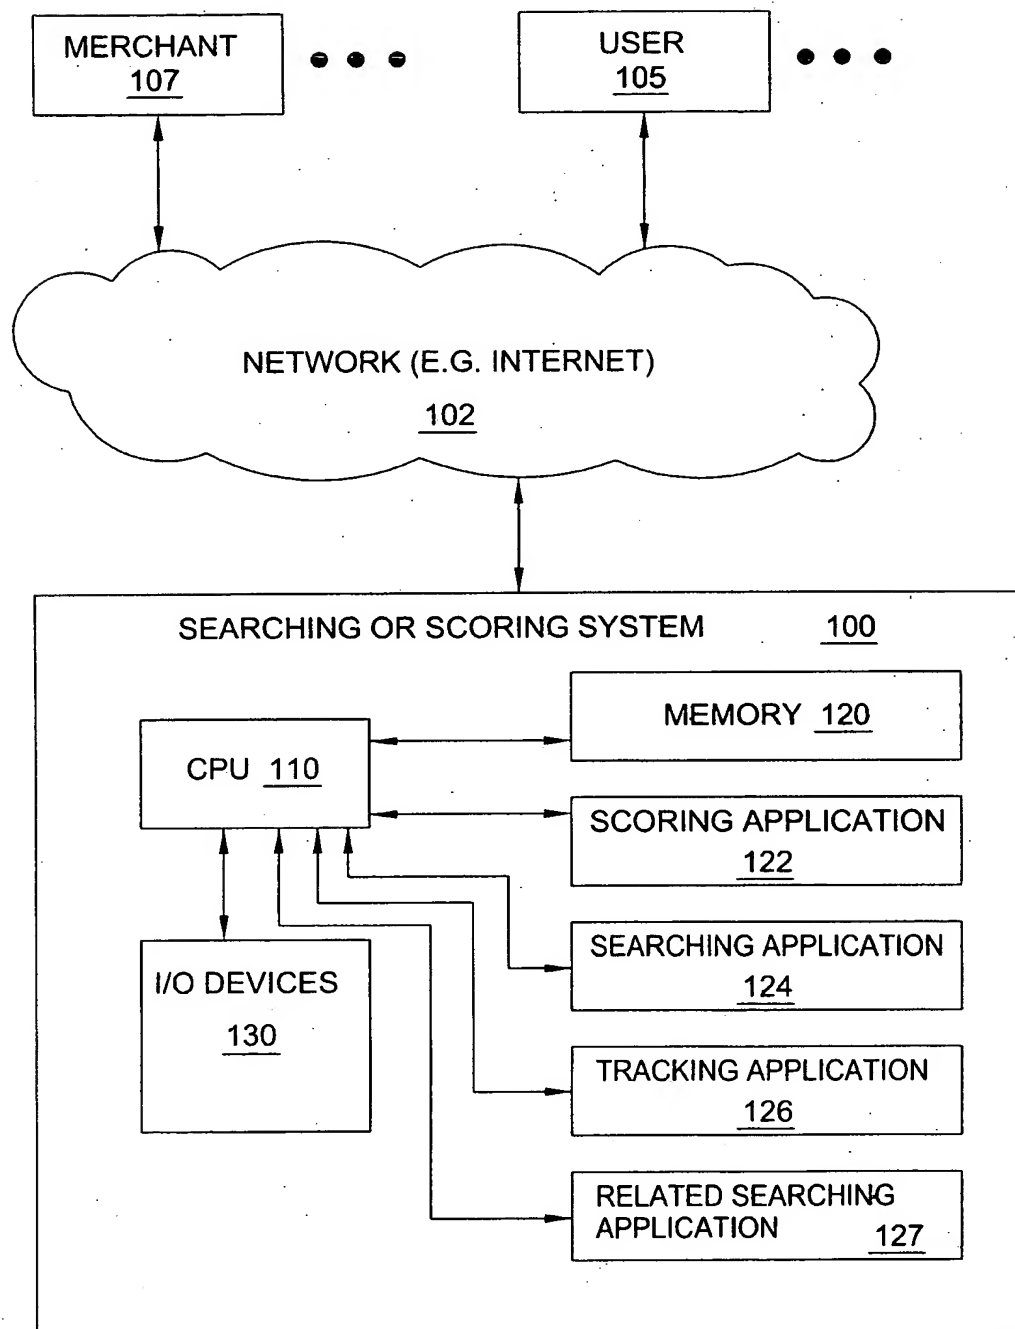 MERCHANT
107
USER
105
NETWORK (E.G. INTERNET)
102
SEARCHING OR SCORING SYSTEM 100
CPU 110
MEMORY 120
SCORING APPLICATION
122
I/O DEVICES
130
SEARCHING APPLICATION
124
TRACKING APPLICATION
126
RELATED SEARCHING
APPLICATION 127